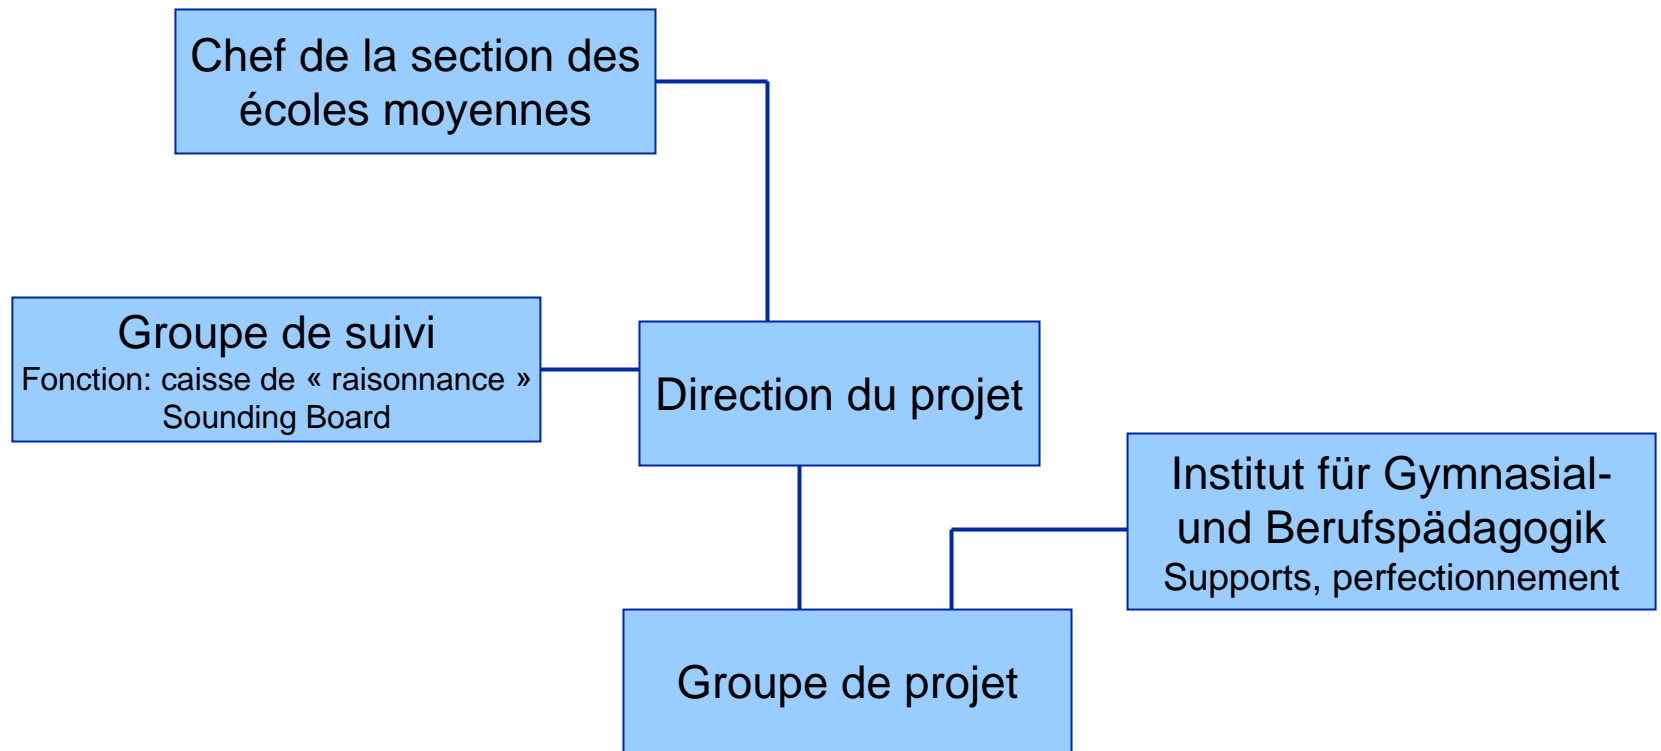 Chef de la section des
écoles moyennes
Groupe de suivi
Fonction: caisse de « raisonnance »
Sounding Board
Direction du projet
Institut für Gymnasial-
und Berufspädagogik
Supports, perfectionnement
Groupe de projet